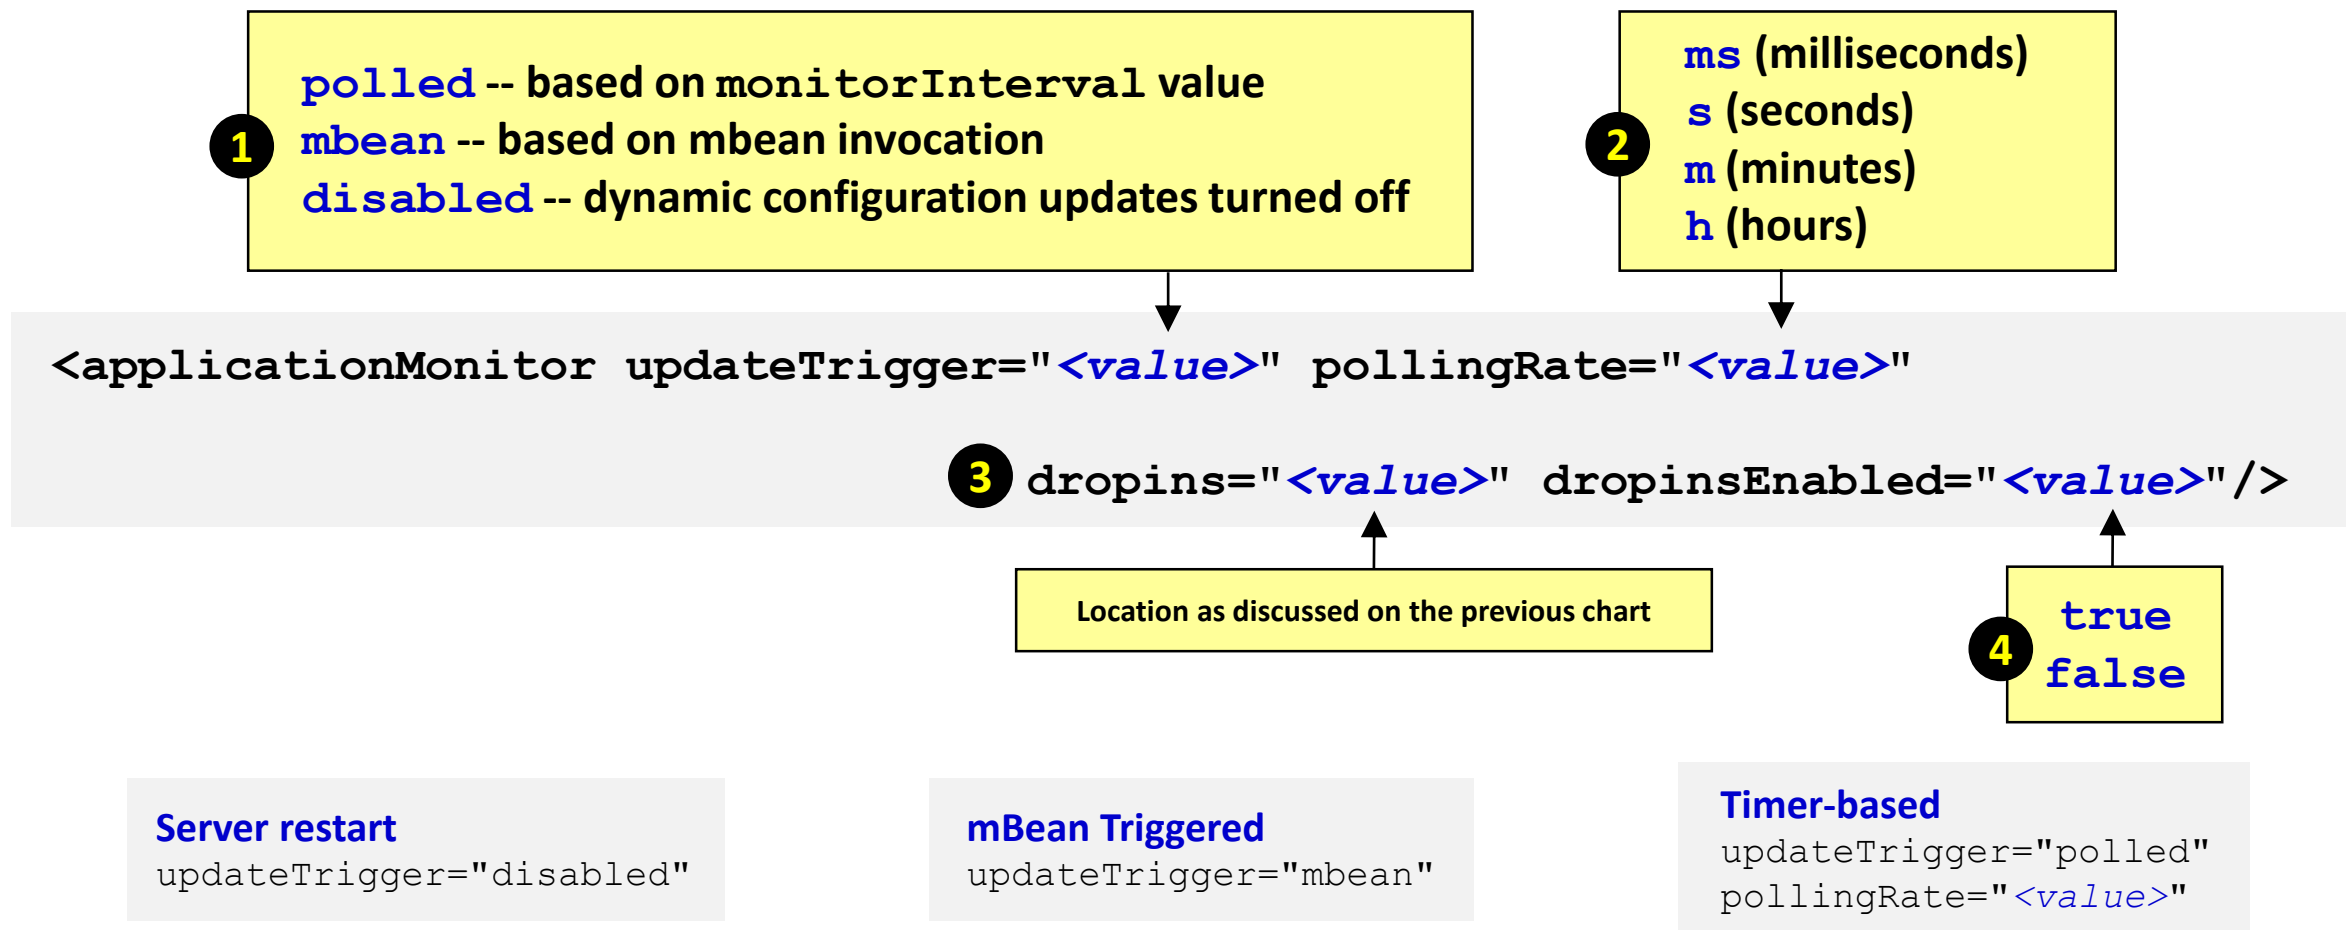 1
polled -- based on monitorInterval value
mbean -- based on mbean invocation
disabled -- dynamic configuration updates turned off
2
ms (milliseconds)
s (seconds)
m (minutes)
h (hours)
<applicationMonitor updateTrigger="<value>" pollingRate="<value>"
3 dropins="<value>" dropinsEnabled="<value>"/>
Location as discussed on the previous chart
4
true
false
Server restart
updateTrigger="disabled"
mBean Triggered
updateTrigger="mbean"
Timer-based
updateTrigger="polled"
pollingRate="<value>"